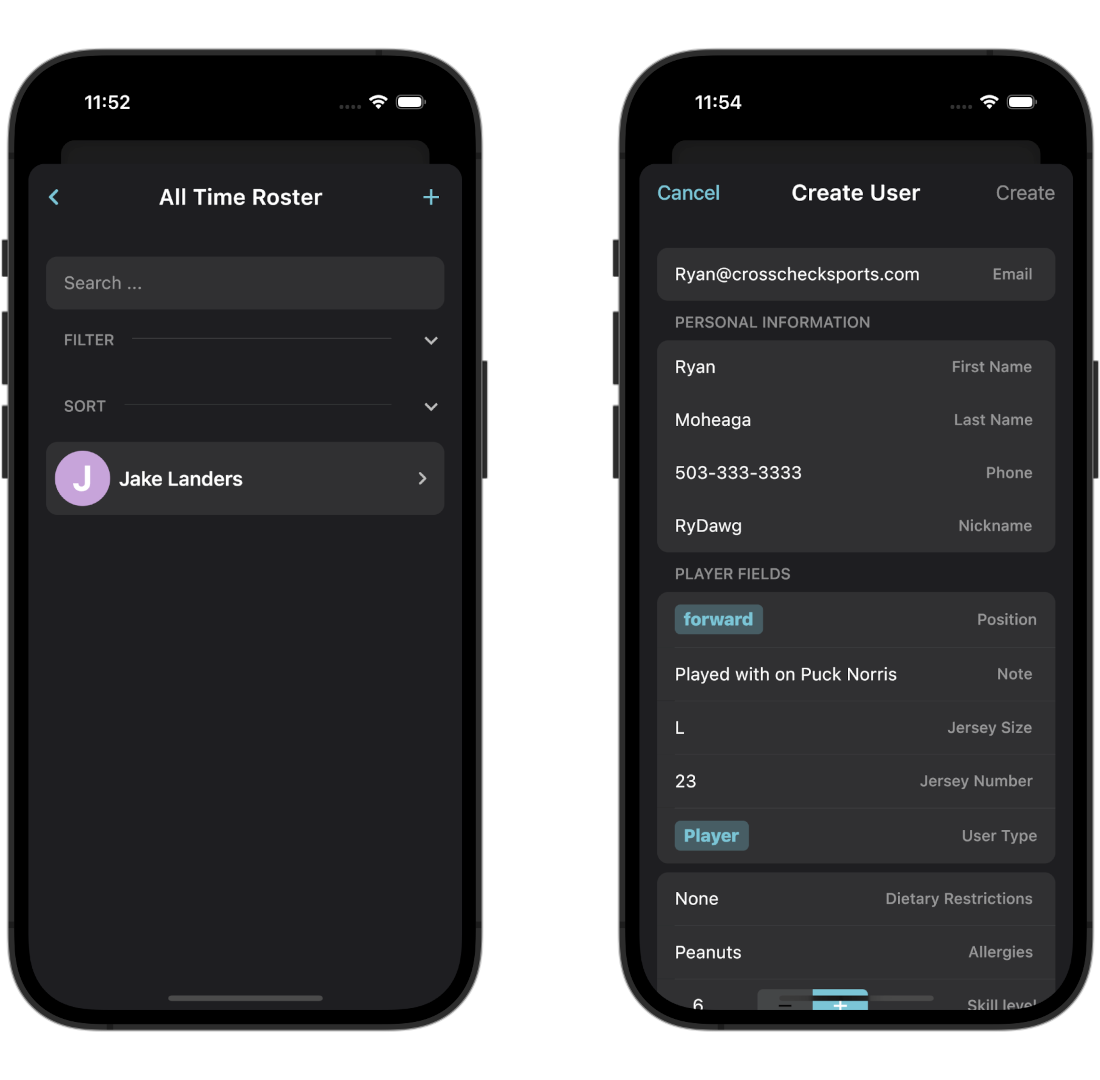 11:52
All Time Roster
+
Search ...
FILTER
SORT
J
Jake Landers
11:54
Cancel Create User Create
Ryan@crosschecksports.com Email
PERSONAL INFORMATION
Ryan First Name
Moheaga Last Name
503-333-3333 Phone
RyDawg Nickname
PLAYER FIELDS
forward Position
Played with on Puck Norris Note
L Jersey Size
23 Jersey Number
Player User Type
None Dietary Restrictions
Peanuts Allergies
6 − + Skill level